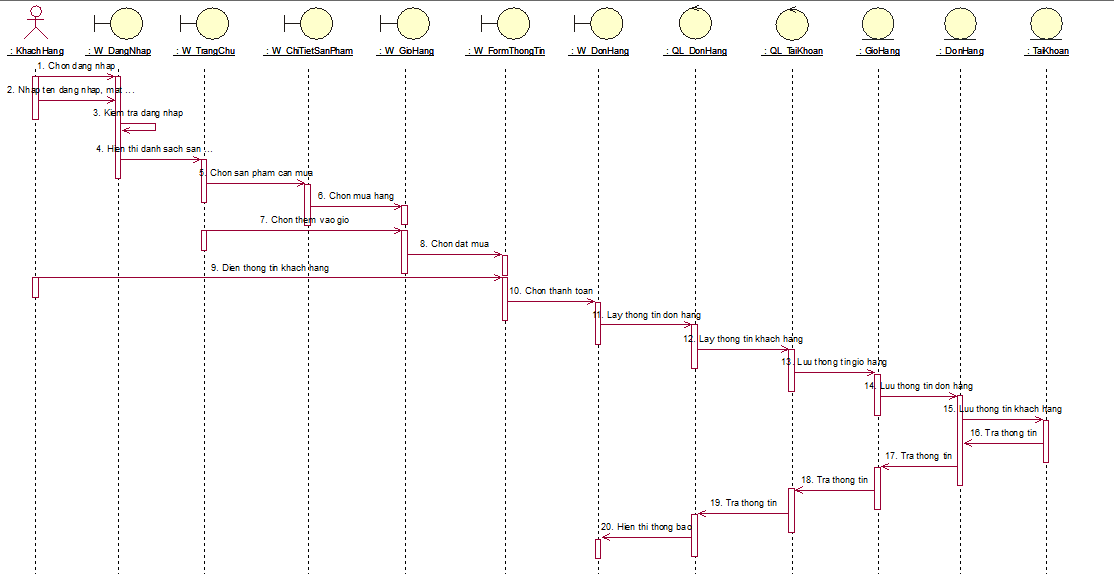 : KhachHang
: W_DangNhap
: W_TrangChu
: W_ChiTietSanPham
: W_GioHang
: W_FormThongTin
: W_DonHang
: QL_DonHang
: QL_TaiKhoan
: GioHang
: DonHang
: TaiKhoan
1. Chon dang nhap
2. Nhap ten dang nhap, mat ...
3. Kiem tra dang nhap
4. Hien thi danh sach san ...
5. Chon san pham can mua
6. Chon mua hang
7. Chon them vao gio
8. Chon dat mua
9. Dien thong tin khach hang
10. Chon thanh toan
11. Lay thong tin don hang
12. Lay thong tin khach hang
13. Luu thong tin gio hang
14. Luu thong tin don hang
15. Luu thong tin khach hang
16. Tra thong tin
17. Tra thong tin
18. Tra thong tin
19. Tra thong tin
20. Hien thi thong bao